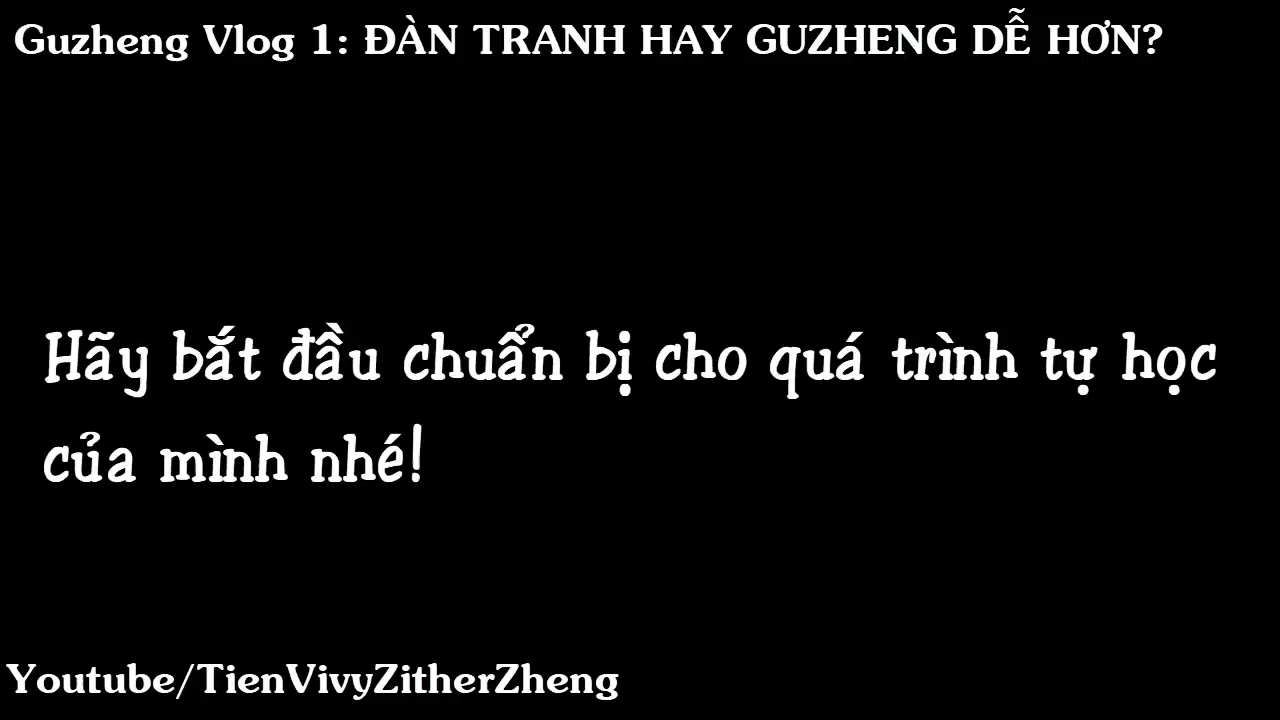 Guzheng Vlog 1: ĐÀN TRANH HAY GUZHENG DỄ HƠN?
Hãy bắt đầu chuẩn bị cho quá trình tự học
của mình nhé!
Youtube/TienVivyZitherZheng